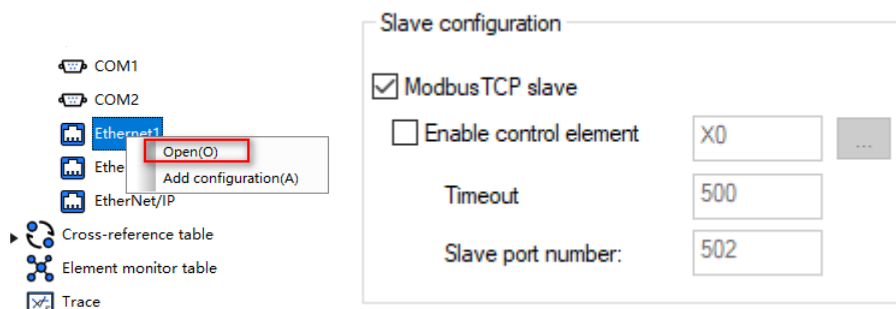 COM1
COM2
Ethernet1
Open(O)
Ethe
Add configuration(A)
EtherNet/IP
Cross-reference table
Element monitor table
Trace
Slave configuration
ModbusTCP slave
Enable control element X0 ...
Timeout 500
Slave port number: 502